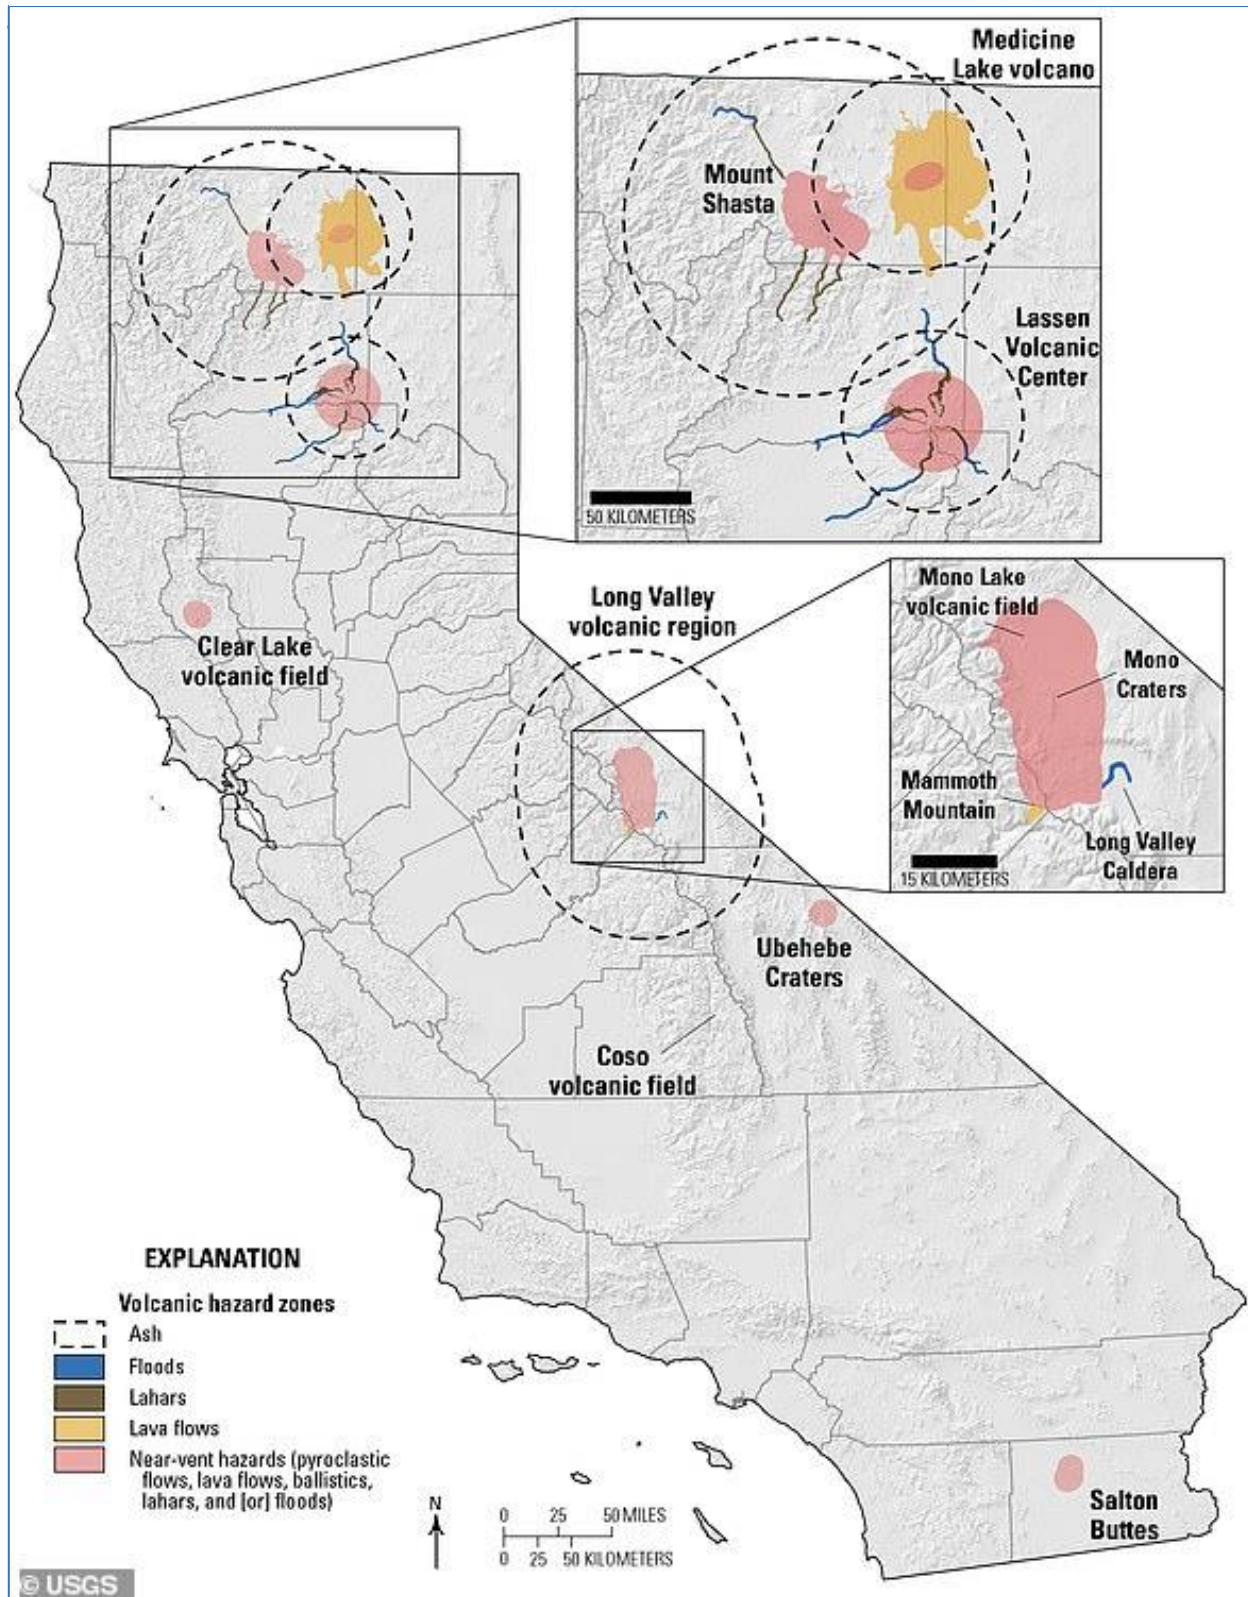 Medicine
Lake volcano
Mount
Shasta
Lassen
Volcanic
Center
50 KILOMETERS
Clear Lake
volcanic field
Long Valley
volcanic region
Mono Lake
volcanic field
Mono
Craters
Mammoth
Mountain
Long Valley
Caldera
15 KILOMETERS
Ubehebe
Craters
Coso
volcanic field
EXPLANATION
Volcanic hazard zones
Ash
Floods
Lahars
Lava flows
Near-vent hazards (pyroclastic
flows, lava flows, ballistics,
lahars, and [or] floods)
N
0 25 50 MILES
0 25 50 KILOMETERS
Salton
Buttes
© USGS